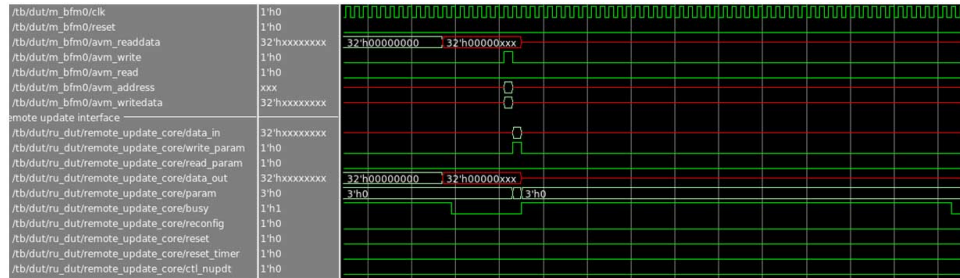 /tb/dut/m_bfm0/clk 1'h0
/tb/dut/m_bfm0/reset 1'h0
/tb/dut/m_bfm0/avm_readdata 32'hxxxxxxxx 32'h00000000 32'h00000xxx
/tb/dut/m_bfm0/avm_write 1'h0
/tb/dut/m_bfm0/avm_read 1'h0
/tb/dut/m_bfm0/avm_address xxx
/tb/dut/m_bfm0/avm_writedata 32'hxxxxxxxx
emote update interface
/tb/dut/ru_dut/remote_update_core/data_in 32'hxxxxxxxx
/tb/dut/ru_dut/remote_update_core/write_param 1'h0
/tb/dut/ru_dut/remote_update_core/read_param 1'h0
/tb/dut/ru_dut/remote_update_core/data_out 32'hxxxxxxxx 32'h00000000 32'h00000xxx
/tb/dut/ru_dut/remote_update_core/param 3'h0 3'h0 3'h0
/tb/dut/ru_dut/remote_update_core/busy 1'h1
/tb/dut/ru_dut/remote_update_core/reconfig 1'h0
/tb/dut/ru_dut/remote_update_core/reset 1'h0
/tb/dut/ru_dut/remote_update_core/reset_timer 1'h0
/tb/dut/ru_dut/remote_update_core/ctl_nupdt 1'h0